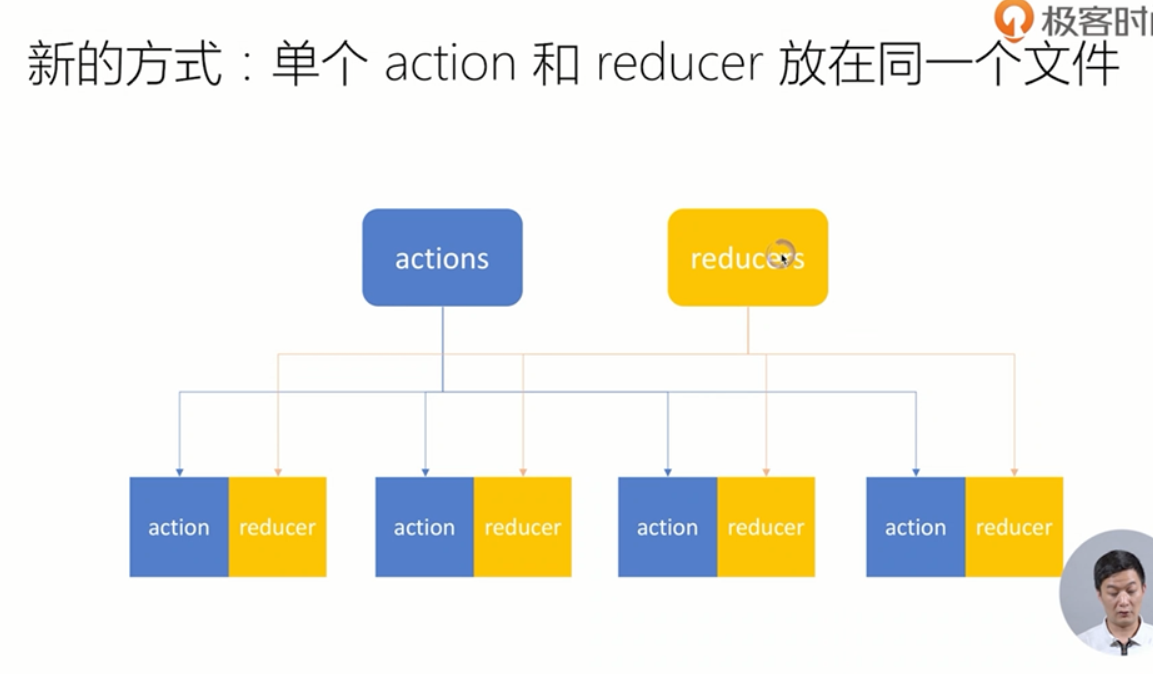 极客时间
新的方式：单个 action 和 reducer 放在同一个文件
actions
reducers
action reducer
action reducer
action reducer
action reducer